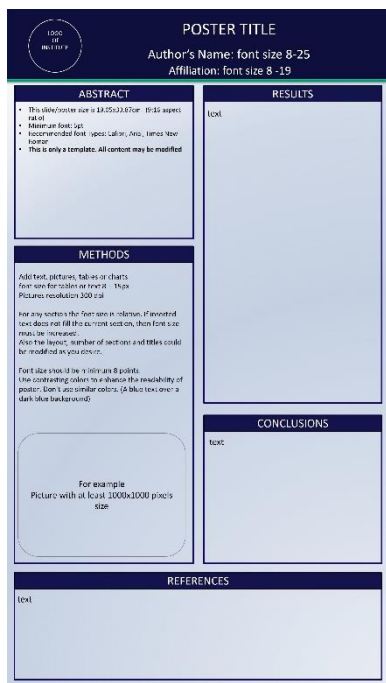 LOGO
OF
INSTITUTE
POSTER TITLE
Author's Name: font size 8-25
Affiliation: font size 8 -19
ABSTRACT
• This slide/poster size is 19.05x33.87cm (9:16 aspect
ratio)
• Minimum font: 6pt
• Recommended font Types: Calibri, Arial, Times New
Roman
• This is only a template. All content may be modified
METHODS
Add text, pictures, tables or charts
font size for tables or text 8 – 15px
Pictures resolution 300 dpi
For any section the font size is relative. If inserted
text does not fill the current section, then font size
must be increased.
Also the layout, number of sections and titles could
be modified as you desire.
Font size should be minimum 8 points.
Use contrasting colors to enhance the readability of
poster. Don't use similar colors. (A blue text over a
dark blue background)
For example
Picture with at least 1000x1000 pixels
size
RESULTS
text
CONCLUSIONS
text
REFERENCES
text